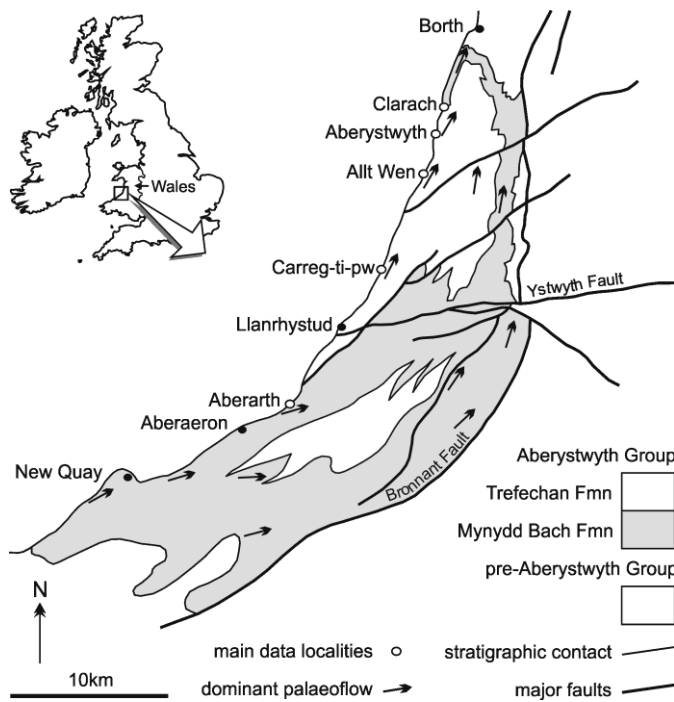 Borth
Clarach
Aberystwyth
Allt Wen
Wales
Carreg-ti-pw
Ystwyth Fault
Llanrhystud
Aberarth
Aberaeron
New Quay
Bronnant Fault
Aberystwyth Group
Trefechan Fmn
Mynydd Bach Fmn
pre-Aberystwyth Group
N
10km
main data localities
stratigraphic contact
dominant palaeoflow
major faults